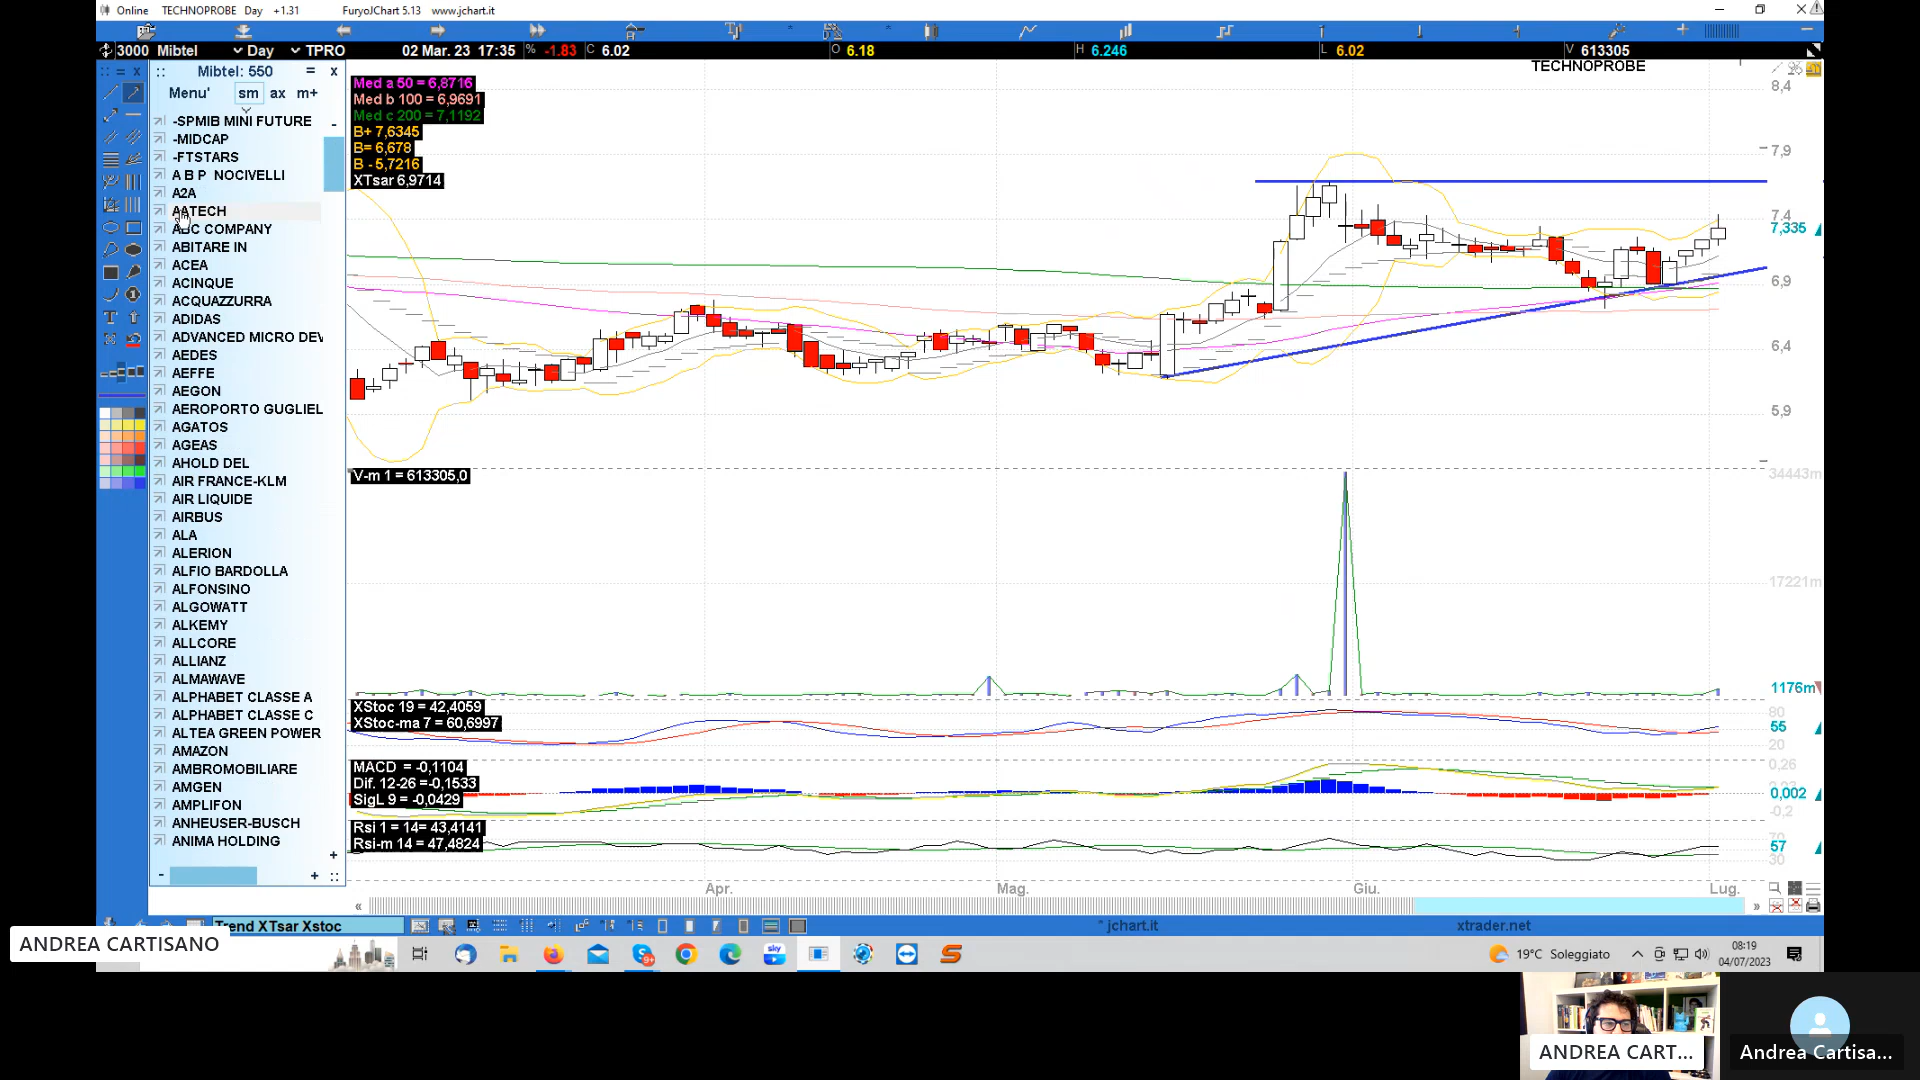 Online TECHNOPROBE Day +1.31 FuryoJChart 5.13 www.jchart.it
3000 Mibtel Day TPRO 02 Mar. 23 17:35 % -1.83 C 6.02 O 6.18 H 6.246 L 6.02 V 613305
Mibtel: 550 = x
Menu' sm ax m+
-SPMIB MINI FUTURE
-MIDCAP
-FTSTARS
A B P NOCIVELLI
A2A
AATECH
ABC COMPANY
ABITARE IN
ACEA
ACINQUE
ACQUAZZURRA
ADIDAS
ADVANCED MICRO DEV
AEDES
AEFFE
AEGON
AEROPORTO GUGLIEL
AGATOS
AGEAS
AHOLD DEL
AIR FRANCE-KLM
AIR LIQUIDE
AIRBUS
ALA
ALERION
ALFIO BARDOLLA
ALFONSINO
ALGOWATT
ALKEMY
ALLCORE
ALLIANZ
ALMAWAVE
ALPHABET CLASSE A
ALPHABET CLASSE C
ALTEA GREEN POWER
AMAZON
AMBROMOBILIARE
AMGEN
AMPLIFON
ANHEUSER-BUSCH
ANIMA HOLDING
TECHNOPROBE
Med a 50 = 6,8716
Med b 100 = 6,9691
Med c 200 = 7,1192
B+ 7,6345
B= 6,678
B - 5,7216
XTsar 6,9714
8,4
7,9
7,4
7,335
6,9
6,4
5,9
V-m 1 = 613305,0
34443m
17221m
1176m
XStoc 19 = 42,4059
XStoc-ma 7 = 60,6997
80
55
20
MACD = -0,1104
Dif. 12-26 =-0,1533
SigL 9 = -0,0429
0,26
0,002
-0,2
Rsi 1 = 14= 43,4141
Rsi-m 14 = 47,4824
70
57
30
Apr. Mag. Giu. Lug.
Trend XTsar Xstoc
* jchart.it xtrader.net
sky
9+
19°C Soleggiato
08:19
04/07/2023
ANDREA CARTISANO
ANDREA CART...
Andrea Cartisa...